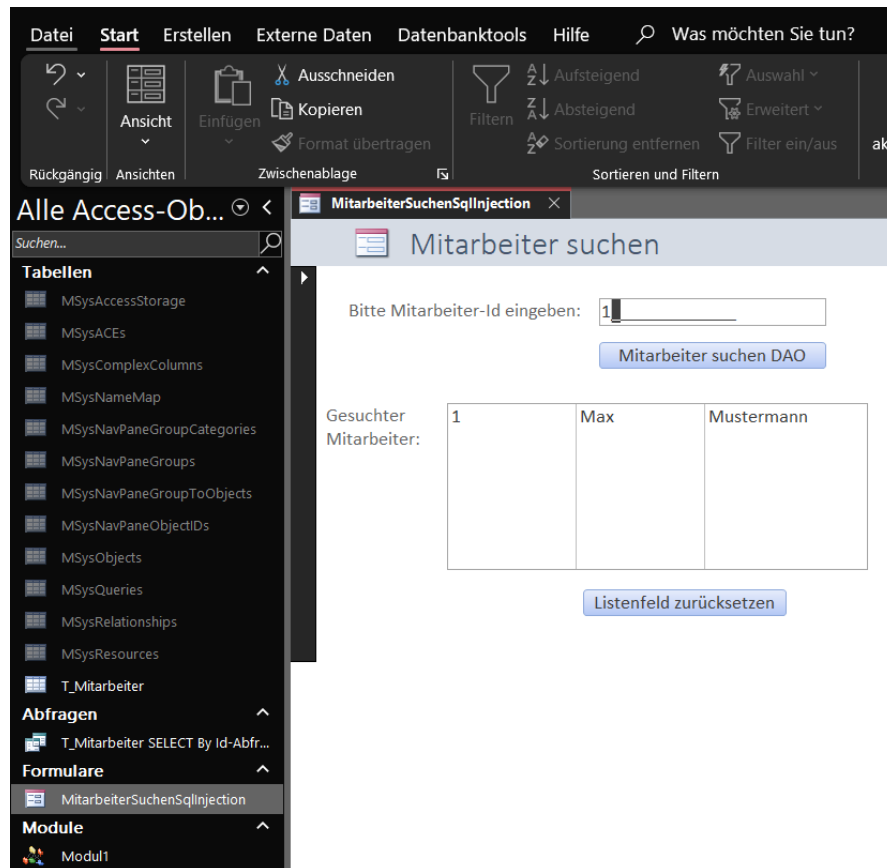 Datei Start Erstellen Externe Daten Datenbanktools Hilfe Was möchten Sie tun?
Ausschneiden
Kopieren
Format übertragen
Ansicht
Einfügen
Filtern
Aufsteigend
Absteigend
Sortierung entfernen
Auswahl
Erweitert
Filter ein/aus
ak
Rückgängig Ansichten Zwischenablage Sortieren und Filtern
Alle Access-Ob...
Suchen...
Tabellen
MSysAccessStorage
MSysACEs
MSysComplexColumns
MSysNameMap
MSysNavPaneGroupCategories
MSysNavPaneGroups
MSysNavPaneGroupToObjects
MSysNavPaneObjectIDs
MSysObjects
MSysQueries
MSysRelationships
MSysResources
T_Mitarbeiter
Abfragen
T_Mitarbeiter SELECT By Id-Abfr...
Formulare
MitarbeiterSuchenSqlInjection
Module
Modul1
MitarbeiterSuchenSqlInjection
Mitarbeiter suchen
Bitte Mitarbeiter-Id eingeben: 1
Mitarbeiter suchen DAO
Gesuchter
Mitarbeiter:
1 Max Mustermann
Listenfeld zurücksetzen